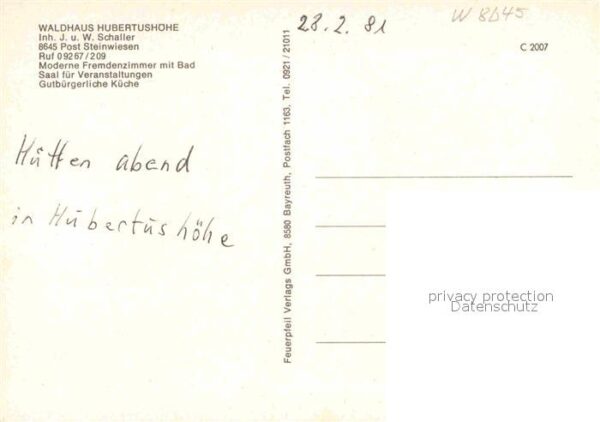 WALDHAUS HUBERTUSHÖHE
Inh. J. u. W. Schaller
8645 Post Steinwiesen
Ruf 09267/209
Moderne Fremdenzimmer mit Bad
Saal für Veranstaltungen
Gutbürgerliche Küche
Hütten abend
in Hubertushöhe
Feuerpfeil Verlags GmbH, 8580 Bayreuth, Postfach 1163, Tel. 0921/21011
28.2.81
W 8645
C 2007
privacy protection
Datenschutz